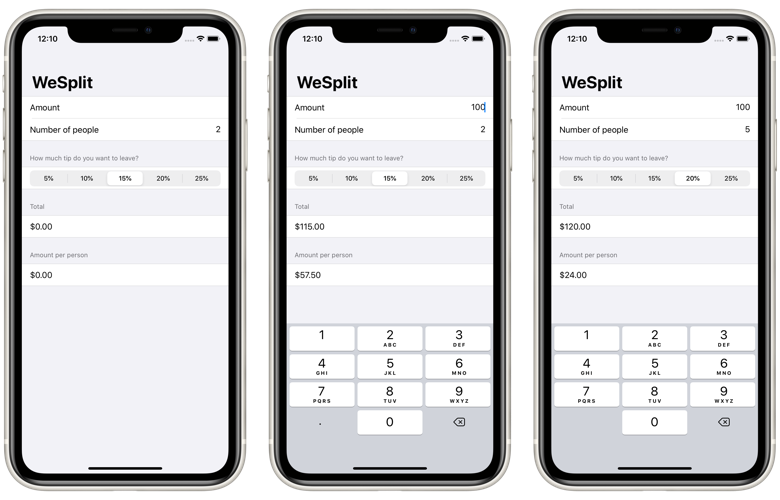 12:10
WeSplit
Amount
Number of people 2
How much tip do you want to leave?
5% 10% 15% 20% 25%
Total
$0.00
Amount per person
$0.00
12:10
WeSplit
Amount 100
Number of people 2
How much tip do you want to leave?
5% 10% 15% 20% 25%
Total
$115.00
Amount per person
$57.50
1 2 3
ABC DEF
4 5 6
GHI JKL MNO
7 8 9
PQRS TUV WXYZ
. 0
12:10
WeSplit
Amount 100
Number of people 5
How much tip do you want to leave?
5% 10% 15% 20% 25%
Total
$120.00
Amount per person
$24.00
1 2 3
ABC DEF
4 5 6
GHI JKL MNO
7 8 9
PQRS TUV WXYZ
0